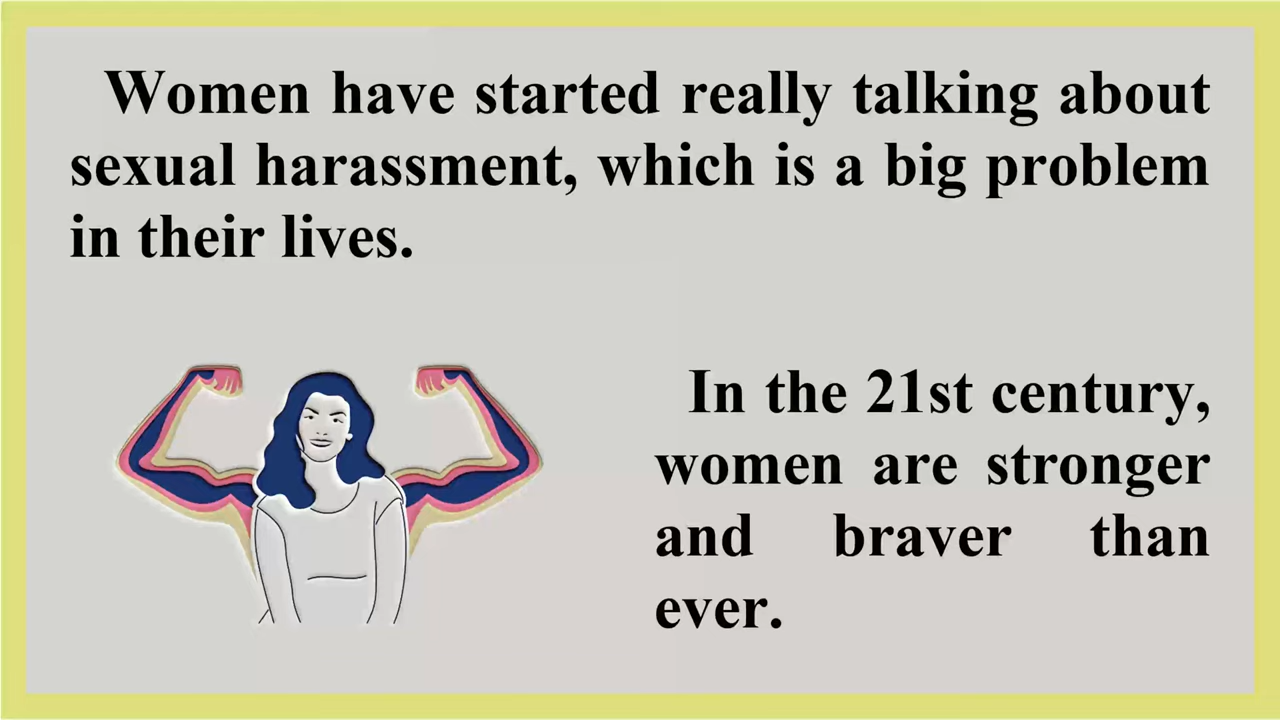 Women have started really talking about
sexual harassment, which is a big problem
in their lives.
In the 21st century,
women are stronger
and braver than
ever.